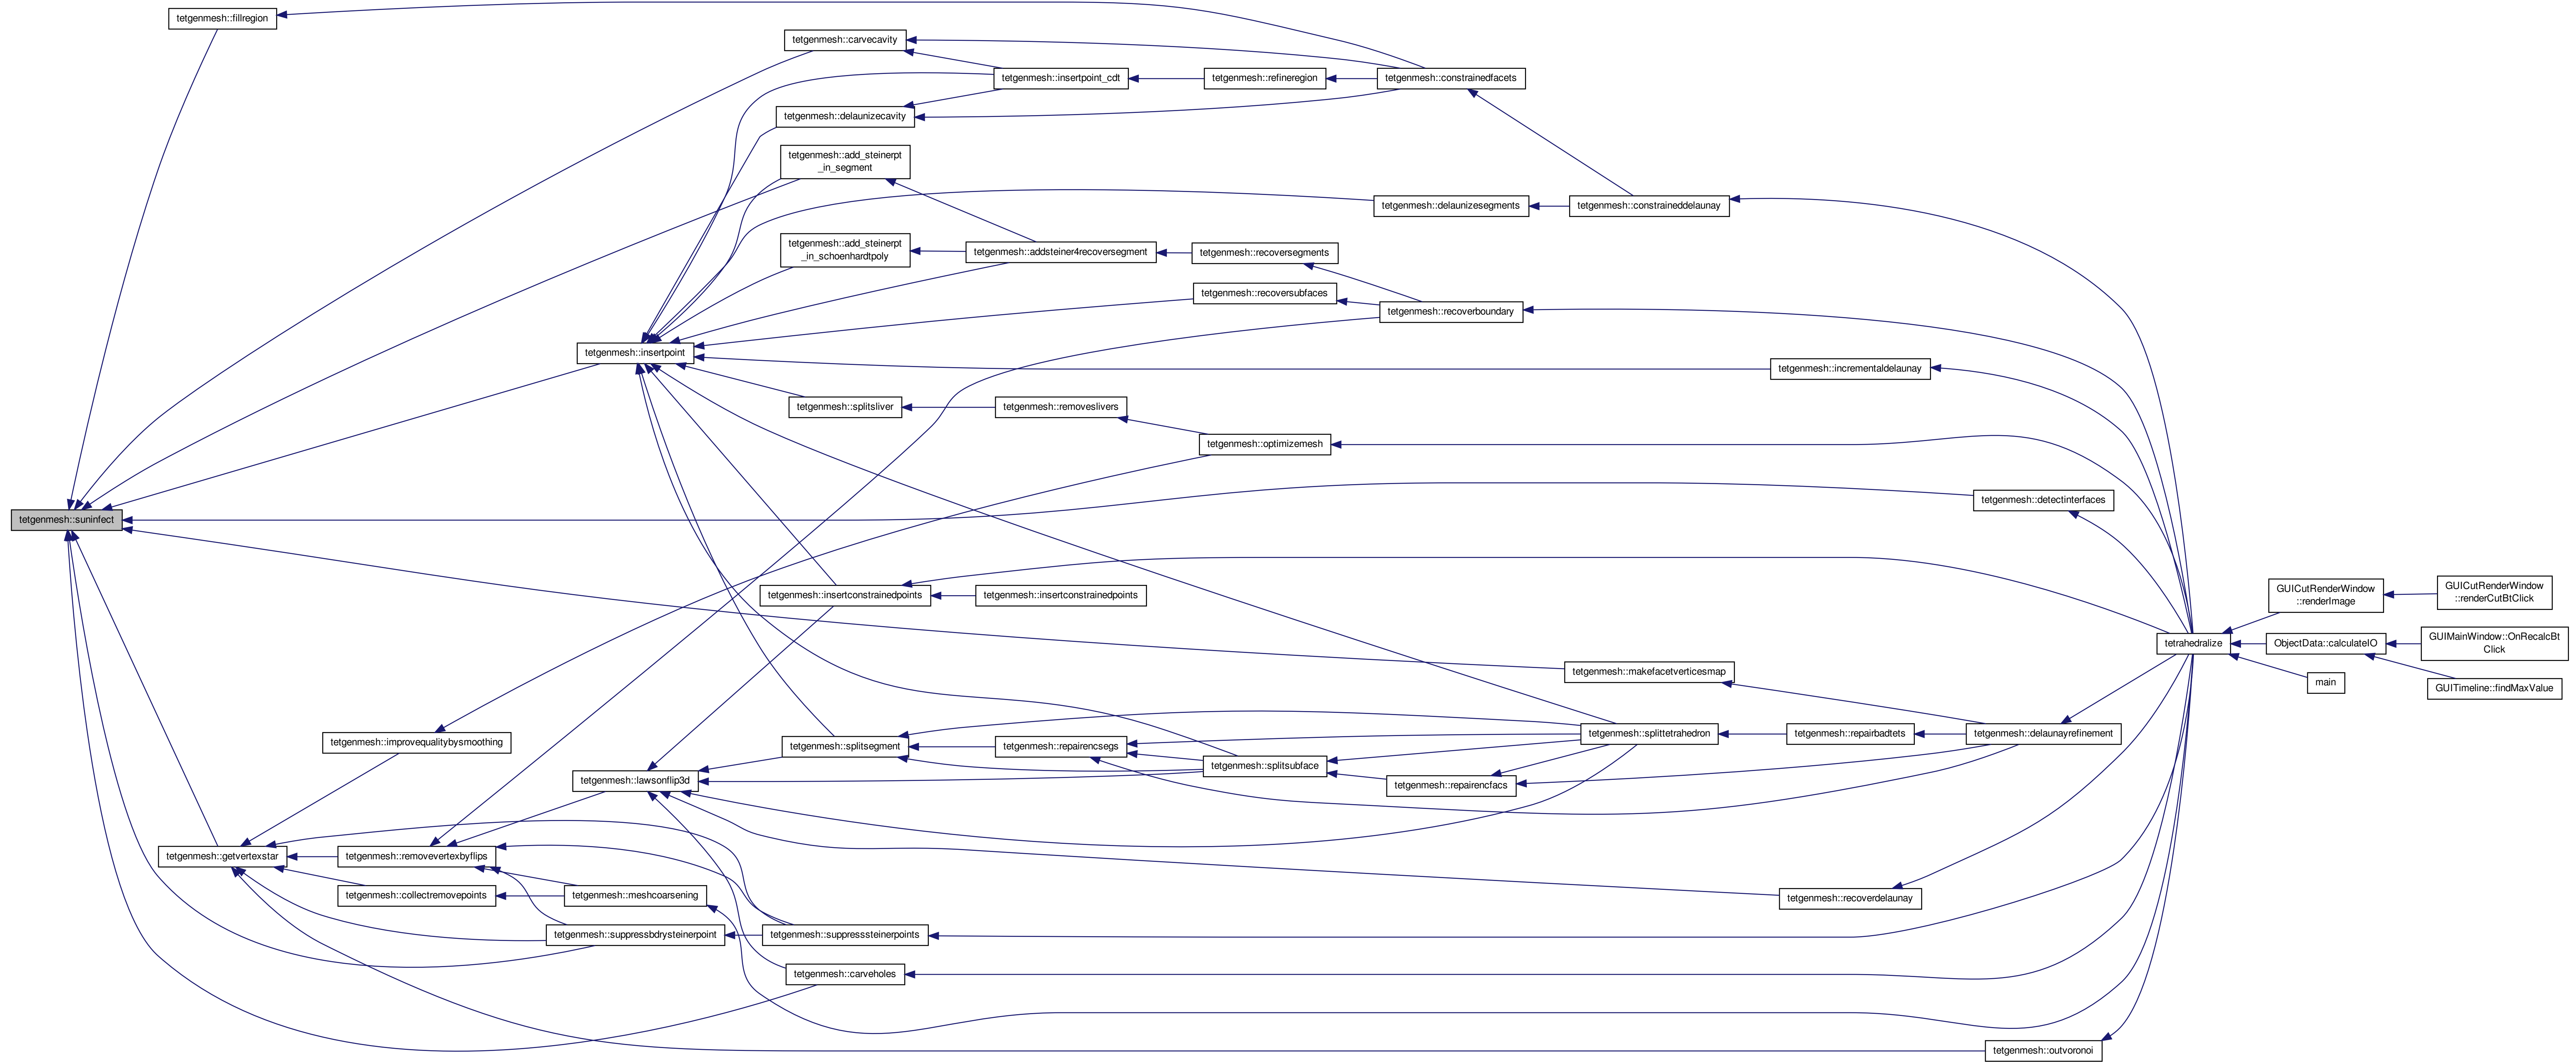 tetgenmesh::fillregion
tetgenmesh::carvecavity
tetgenmesh::insertpoint_cdt
tetgenmesh::refineregion
tetgenmesh::constrainedfacets
tetgenmesh::delaunizecavity
tetgenmesh::add_steinerpt
_in_segment
tetgenmesh::delaunizesegments
tetgenmesh::constraineddelaunay
tetgenmesh::add_steinerpt
_in_schoenhardtpoly
tetgenmesh::addsteiner4recoversegment
tetgenmesh::recoversegments
tetgenmesh::recoversubfaces
tetgenmesh::recoverboundary
tetgenmesh::insertpoint
tetgenmesh::incrementaldelaunay
tetgenmesh::splitsliver
tetgenmesh::removeslivers
tetgenmesh::optimizemesh
tetgenmesh::detectinterfaces
tetgenmesh::suninfect
tetgenmesh::insertconstrainedpoints
tetgenmesh::insertconstrainedpoints
GUICutRenderWindow
::renderImage
GUICutRenderWindow
::renderCutBtClick
tetrahedralize
ObjectData::calculateIO
GUIMainWindow::OnRecalcBt
Click
main
GUITimeline::findMaxValue
tetgenmesh::makefacetverticesmap
tetgenmesh::improvequalitybysmoothing
tetgenmesh::splitsegment
tetgenmesh::repairencsegs
tetgenmesh::splittetrahedron
tetgenmesh::repairbadtets
tetgenmesh::delaunayrefinement
tetgenmesh::lawsonflip3d
tetgenmesh::splitsubface
tetgenmesh::repairencfacs
tetgenmesh::getvertexstar
tetgenmesh::removevertexbyflips
tetgenmesh::collectremovepoints
tetgenmesh::meshcoarsening
tetgenmesh::recoverdelaunay
tetgenmesh::suppressbdrysteinerpoint
tetgenmesh::suppresssteinerpoints
tetgenmesh::carveholes
tetgenmesh::outvoronoi